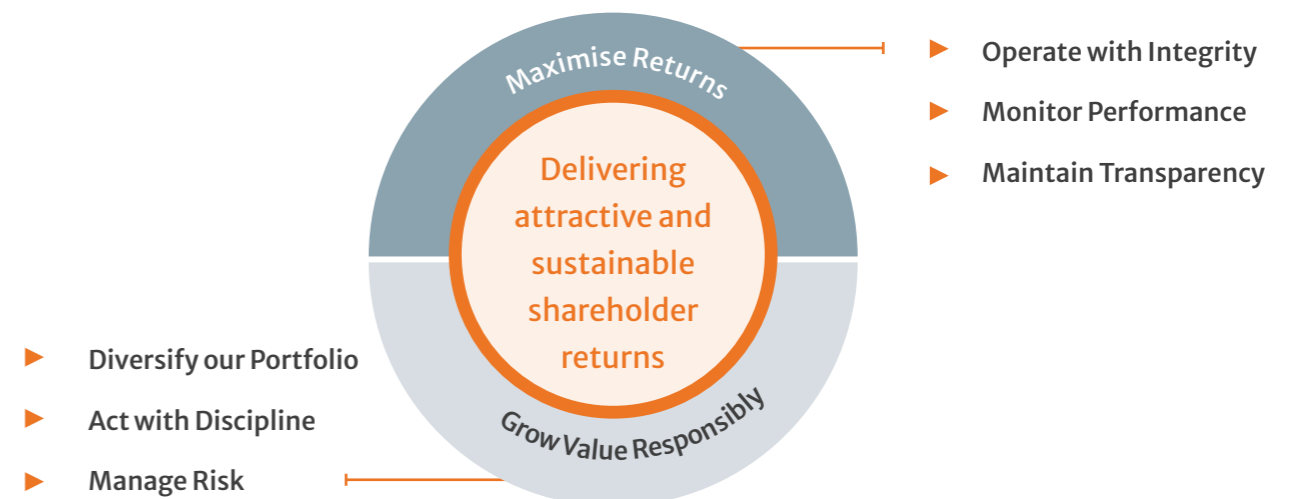 Maximise Returns
Operate with Integrity
Monitor Performance
Maintain Transparency
Delivering
attractive and
sustainable
shareholder
returns
Grow Value Responsibly
Diversify our Portfolio
Act with Discipline
Manage Risk